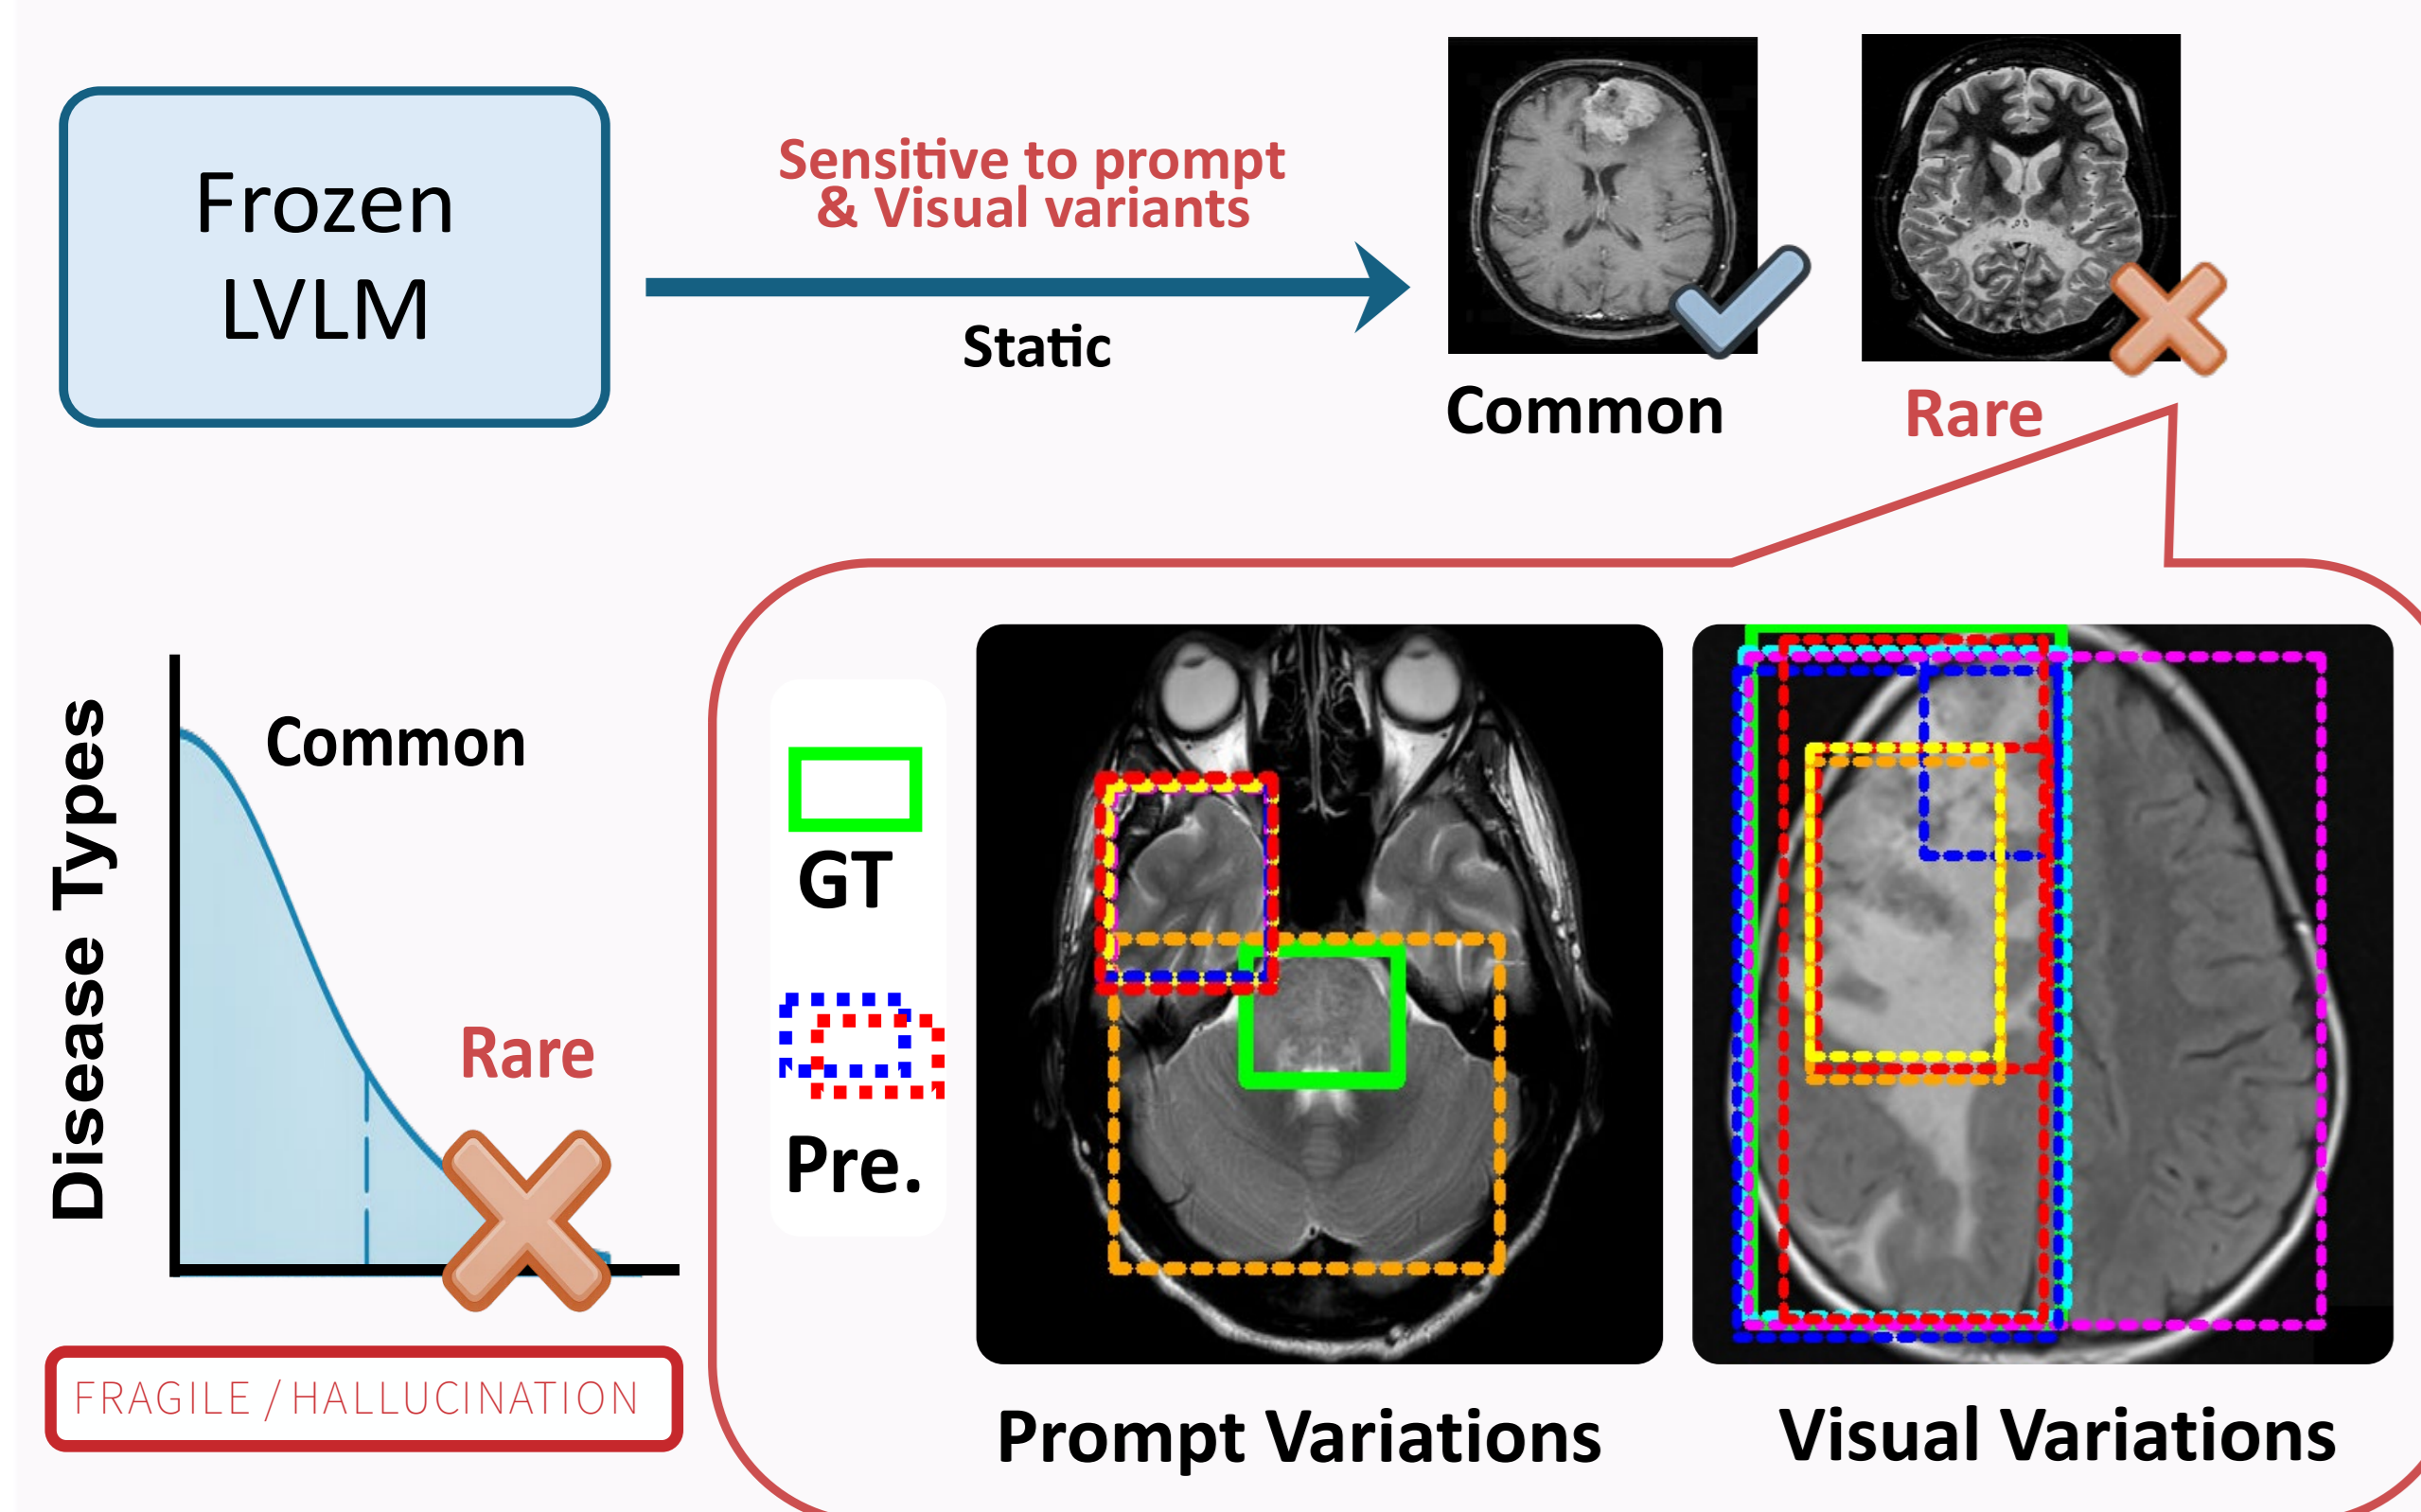 Frozen
LVLM
Sensitive to prompt
& Visual variants
Static
Common
Rare
Disease Types
Common
Rare
FRAGILE / HALLUCINATION
GT
Pre.
Prompt Variations
Visual Variations